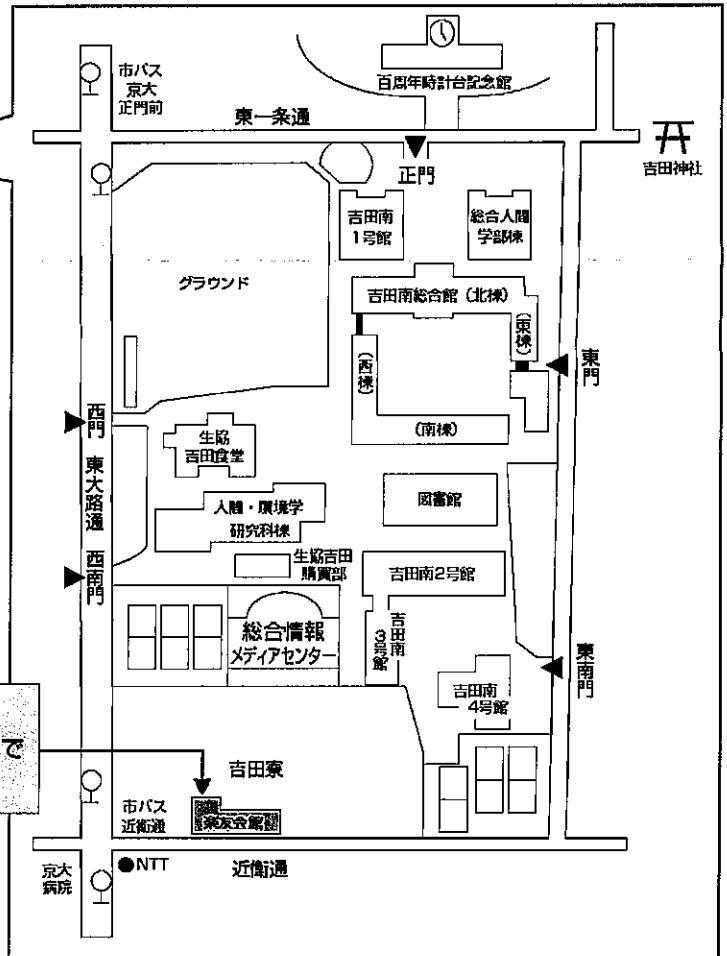 市バス
京大
正門前
百周年時計台記念館
東一条通
正門
吉田神社
吉田南
1号館
総合人間
学部棟
グラウンド
吉田南総合館（北棟）
（東棟）
（西棟）
東門
（南棟）
西門
生協
吉田食堂
東大路通
図書館
人間・環境学
研究科棟
西南門
生協吉田
購買部
吉田南2号館
総合情報
メディアセンター
吉田南
3号館
東南門
吉田南
4号館
で
吉田寮
市バス
近衛通
楽友会館
京大
病院
●NTT
近衛通